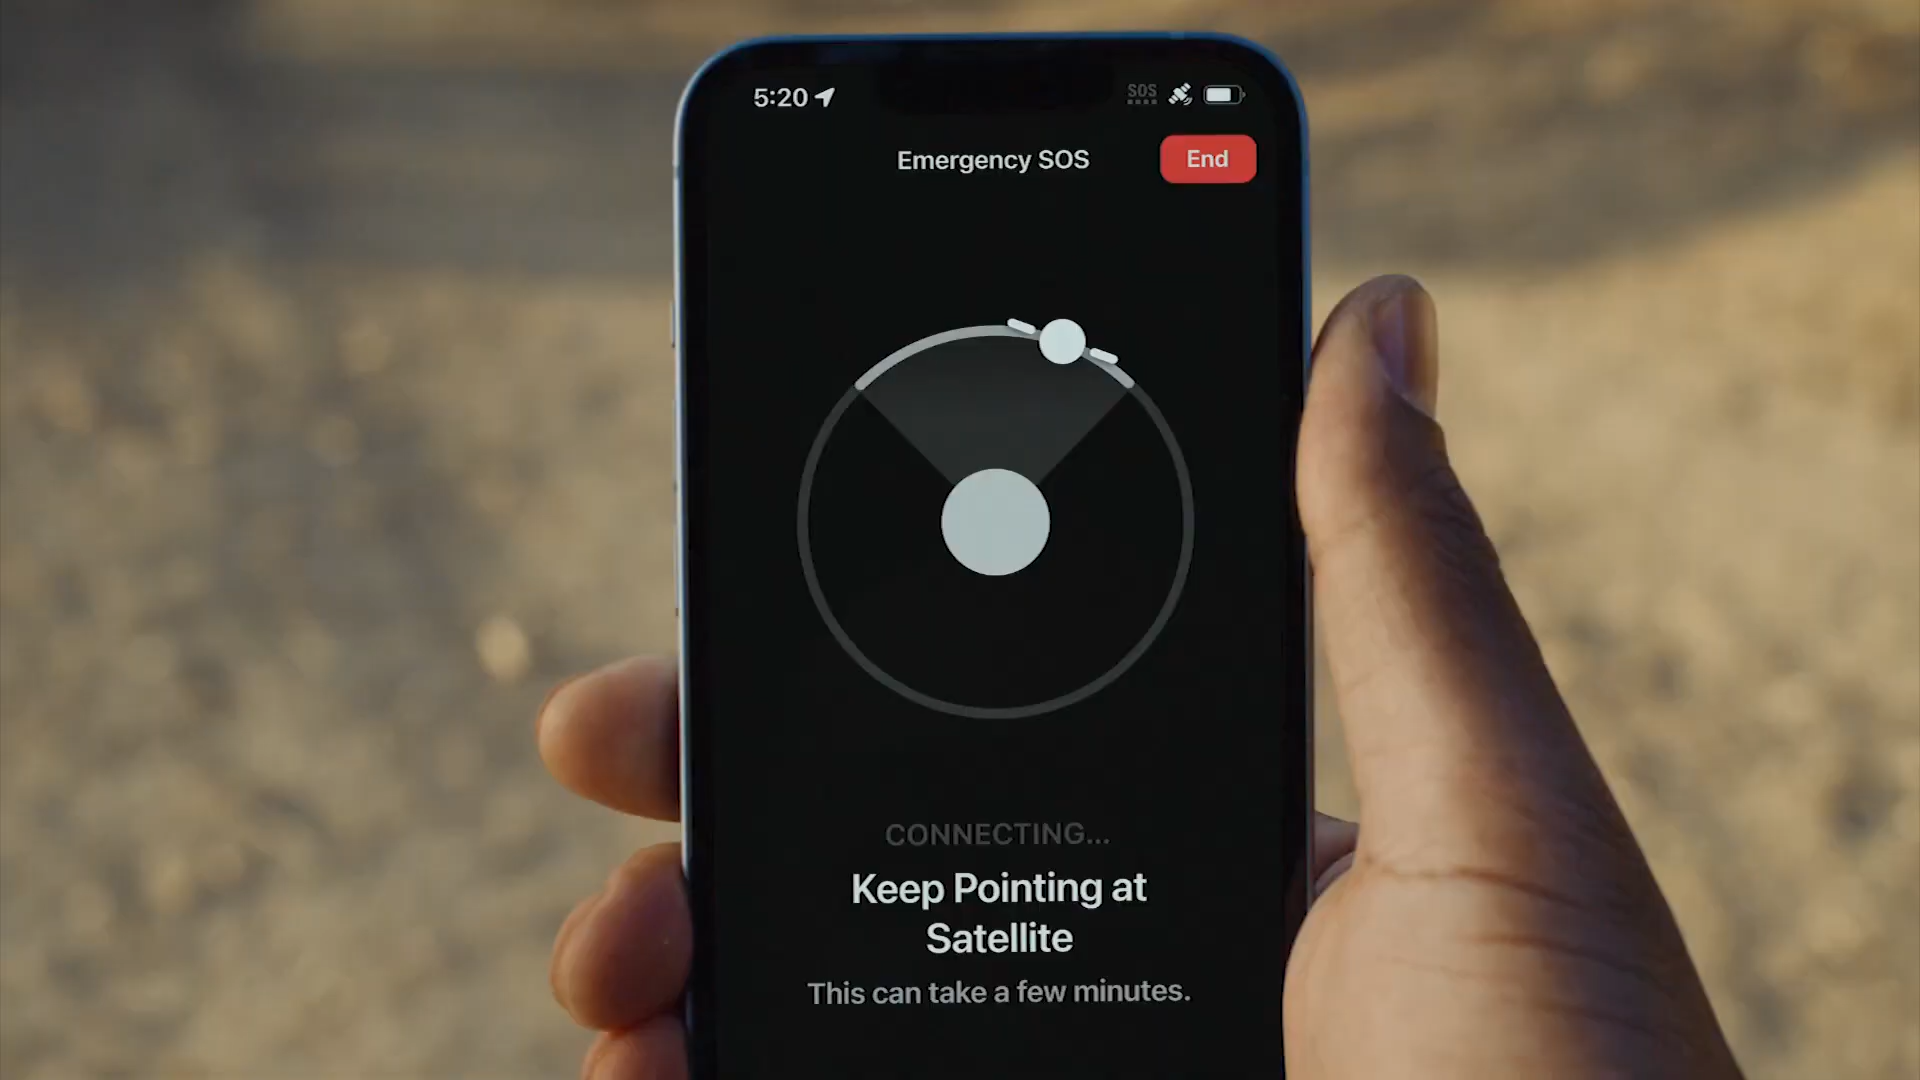 5:20
SOS
Emergency SOS
End
CONNECTING...
Keep Pointing at
Satellite
This can take a few minutes.